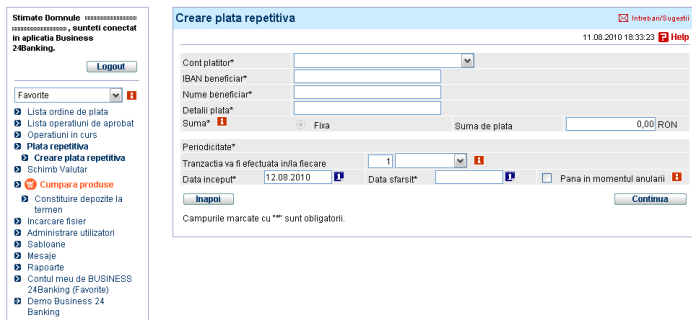 Stimate Domnule
, sunteti conectat
in aplicatia Business
24Banking.
Logout
Favorite
Lista ordine de plata
Lista operatiuni de aprobat
Operatiuni in curs
Plata repetitiva
Creare plata repetitiva
Schimb Valutar
Cumpara produse
Constituire depozite la
termen
Incarcare fisier
Administrare utilizatori
Sabloane
Mesaje
Rapoarte
Contul meu de BUSINESS
24Banking (Favorite)
Demo Business 24
Banking
Creare plata repetitiva
Intrebari/Sugestii
11.08.2010 18:33:23 Help
Cont platitor*
IBAN beneficiar*
Nume beneficiar*
Detalii plata*
Suma* Fixa Suma de plata 0,00 RON
Periodicitate*
Tranzactia va fi efectuata in/la fiecare 1
Data inceput* 12.08.2010 Data sfarsit* Pana in momentul anularii
Inapoi Continua
Campurile marcate cu "*" sunt obligatorii.